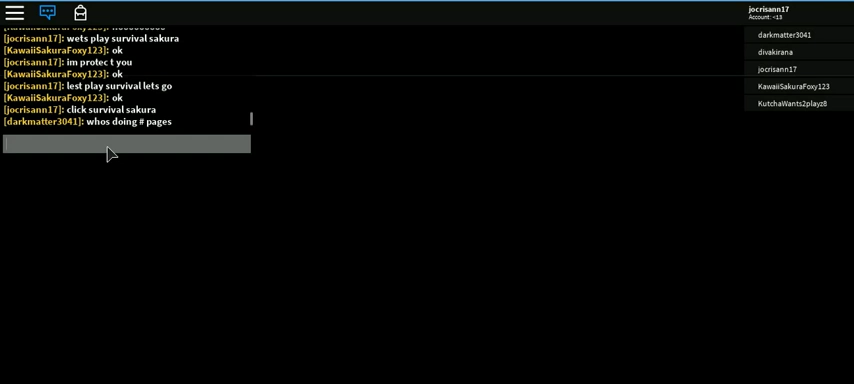 jocrisann17
Account: <13
[jocrisann17]: wets play survival sakura
[KawaiiSakuraFoxy123]: ok
[jocrisann17]: im protec t you
[KawaiiSakuraFoxy123]: ok
[jocrisann17]: lest play survival lets go
[KawaiiSakuraFoxy123]: ok
[jocrisann17]: click survival sakura
[darkmatter3041]: whos doing # pages
darkmatter3041
divakirana
jocrisann17
KawaiiSakuraFoxy123
KutchaWants2playz8